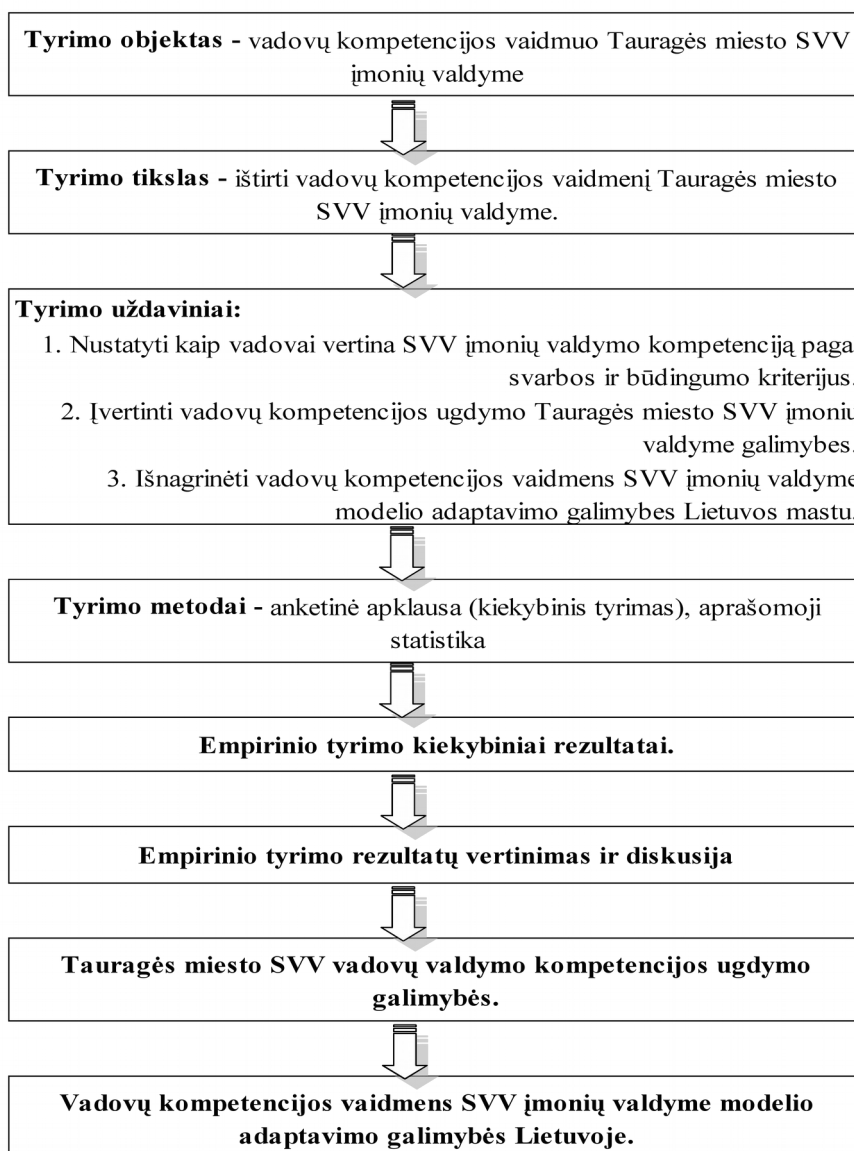 Tyrimo objektas - vadovų kompetencijos vaidmuo Tauragės miesto SVV
įmonių valdyme
Tyrimo tikslas - ištirti vadovų kompetencijos vaidmenį Tauragės miesto
SVV įmonių valdyme.
Tyrimo uždaviniai:
1. Nustatyti kaip vadovai vertina SVV įmonių valdymo kompetenciją paga
svarbos ir būdingumo kriterijus.
2. Įvertinti vadovų kompetencijos ugdymo Tauragės miesto SVV įmonių
valdyme galimybes.
3. Išnagrinėti vadovų kompetencijos vaidmens SVV įmonių valdyme
modelio adaptavimo galimybes Lietuvos mastu.
Tyrimo metodai - anketinė apklausa (kiekybinis tyrimas), aprašomoji
statistika
Empirinio tyrimo kiekybiniai rezultatai.
Empirinio tyrimo rezultatų vertinimas ir diskusija
Tauragės miesto SVV vadovų valdymo kompetencijos ugdymo
galimybės.
Vadovų kompetencijos vaidmens SVV įmonių valdyme modelio
adaptavimo galimybės Lietuvoje.